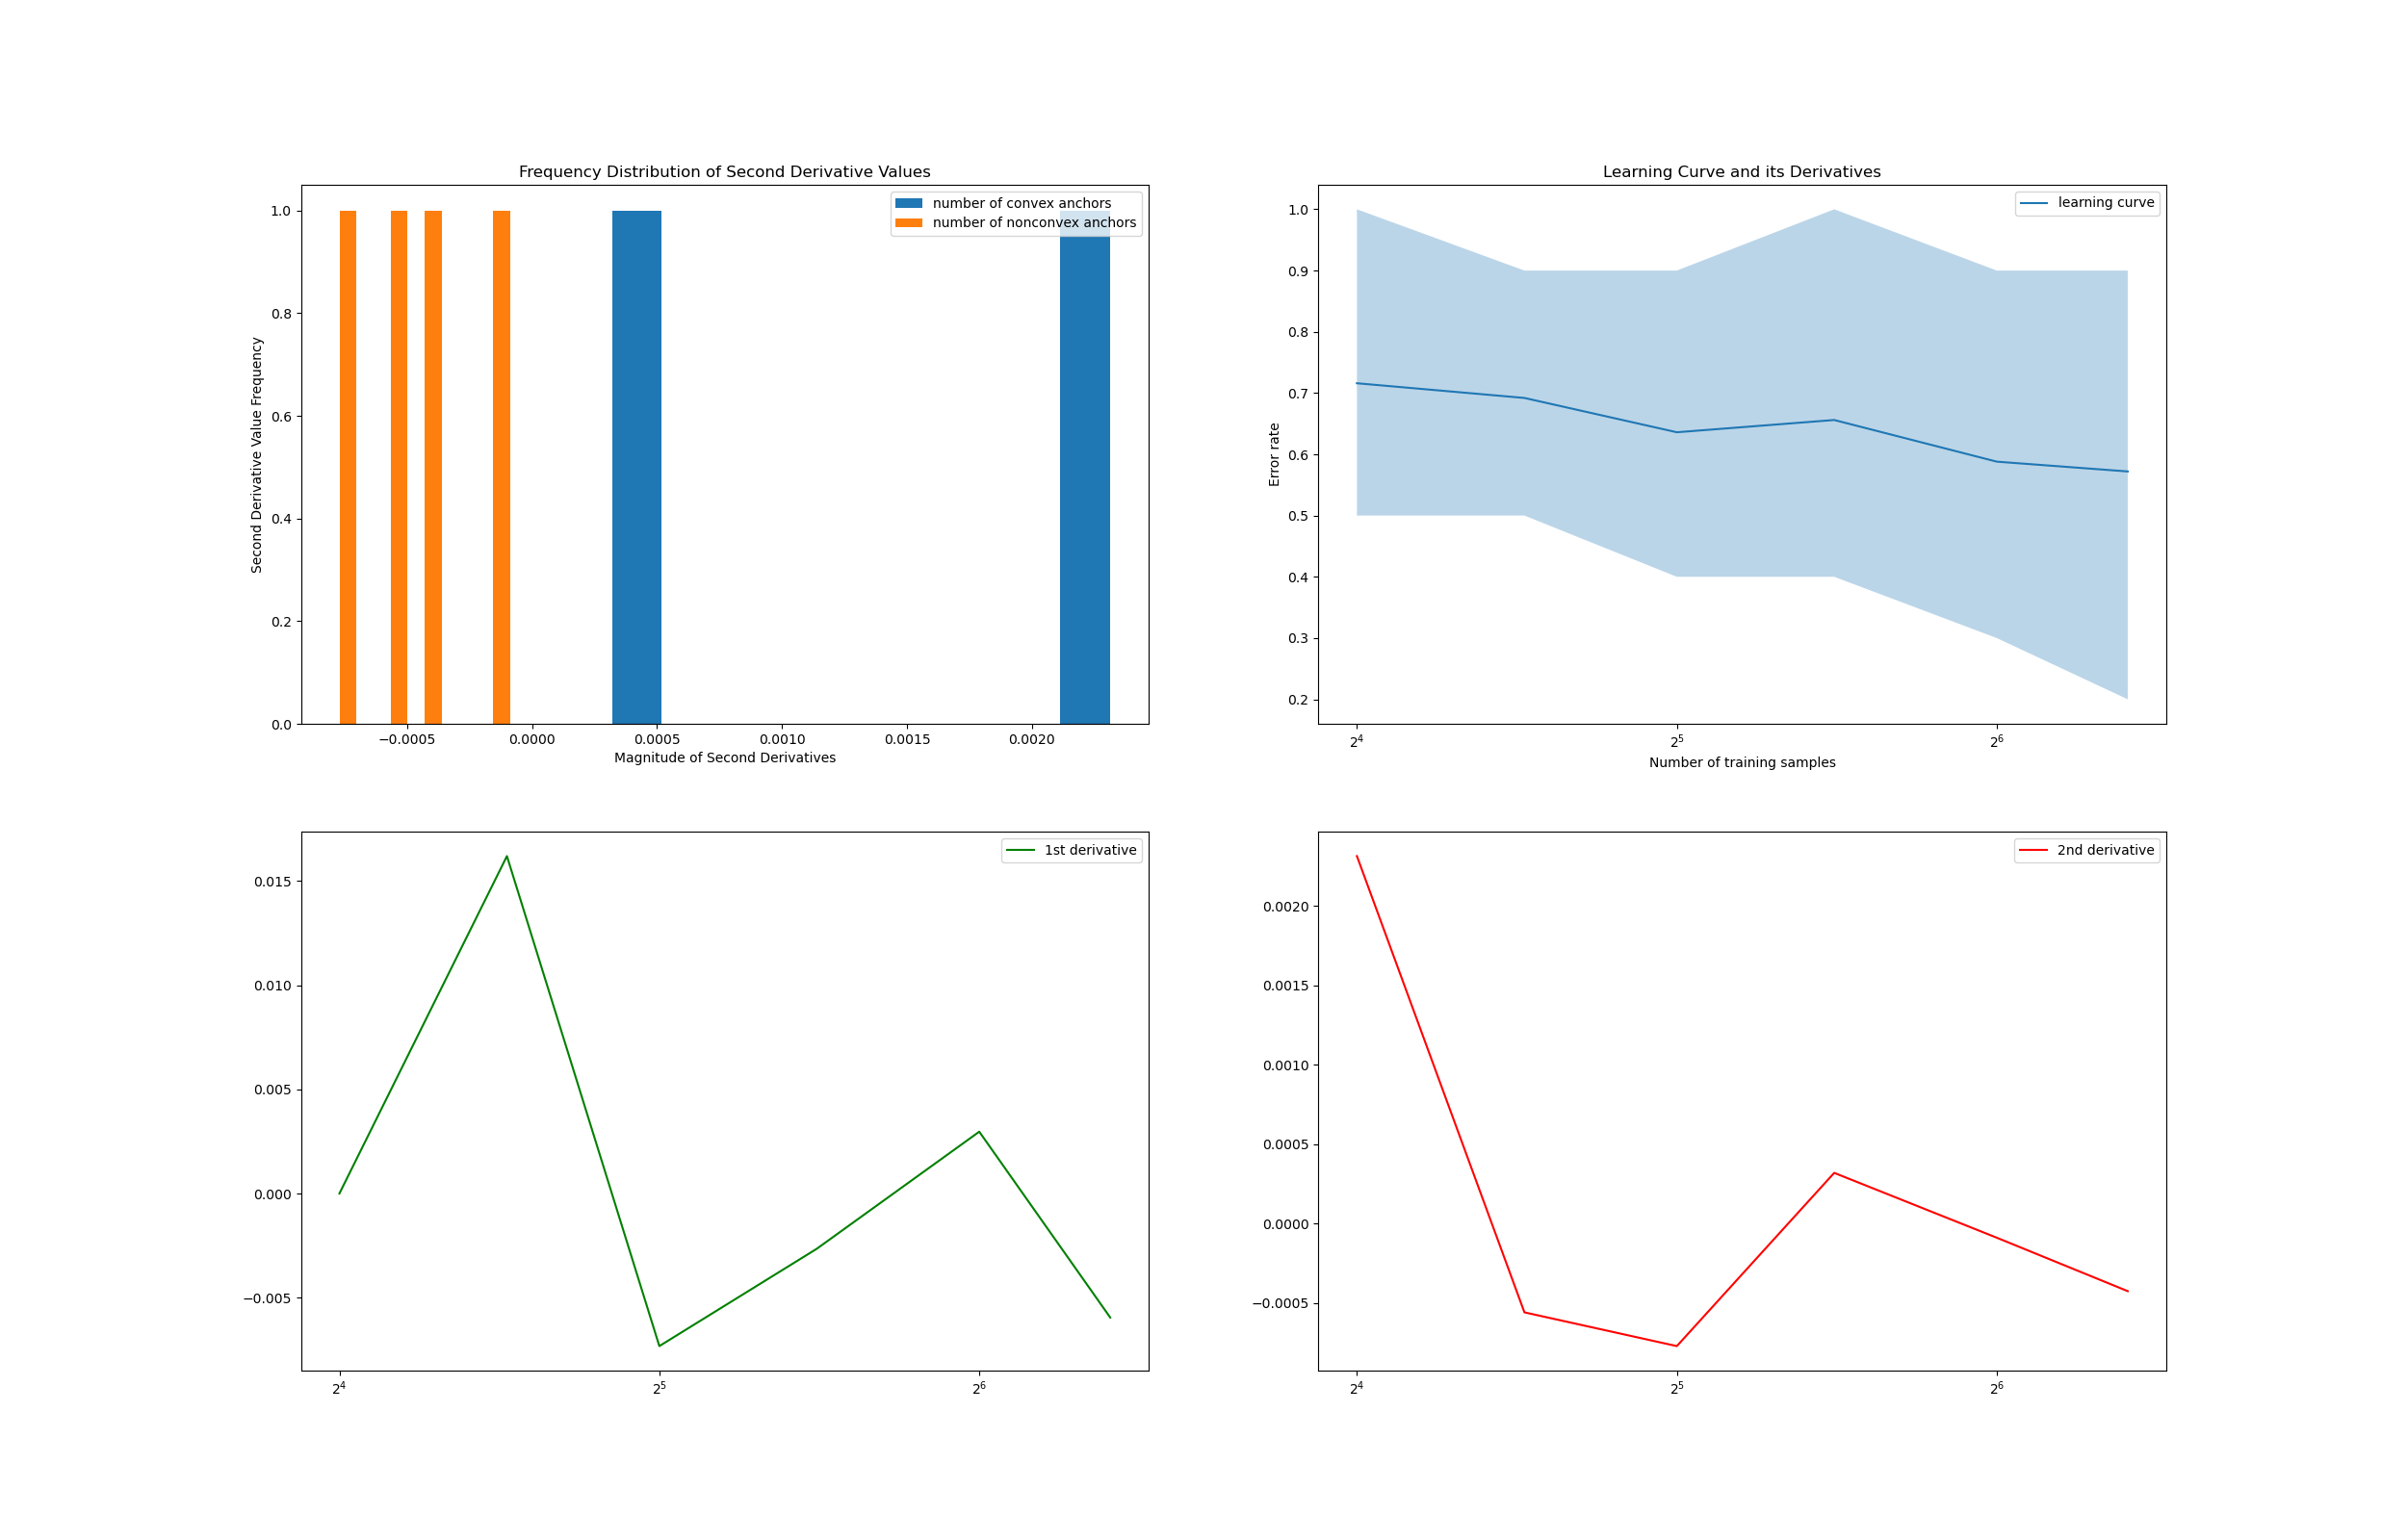 Frequency Distribution of Second Derivative Values
number of convex anchors
number of nonconvex anchors
Second Derivative Value Frequency
1.0
0.8
0.6
0.4
0.2
0.0
−0.0005 0.0000 0.0005 0.0010 0.0015 0.0020
Magnitude of Second Derivatives
Learning Curve and its Derivatives
learning curve
Error rate
1.0
0.9
0.8
0.7
0.6
0.5
0.4
0.3
0.2
2⁴ 2⁵ 2⁶
Number of training samples
1st derivative
0.015
0.010
0.005
0.000
−0.005
2⁴ 2⁵ 2⁶
2nd derivative
0.0020
0.0015
0.0010
0.0005
0.0000
−0.0005
2⁴ 2⁵ 2⁶